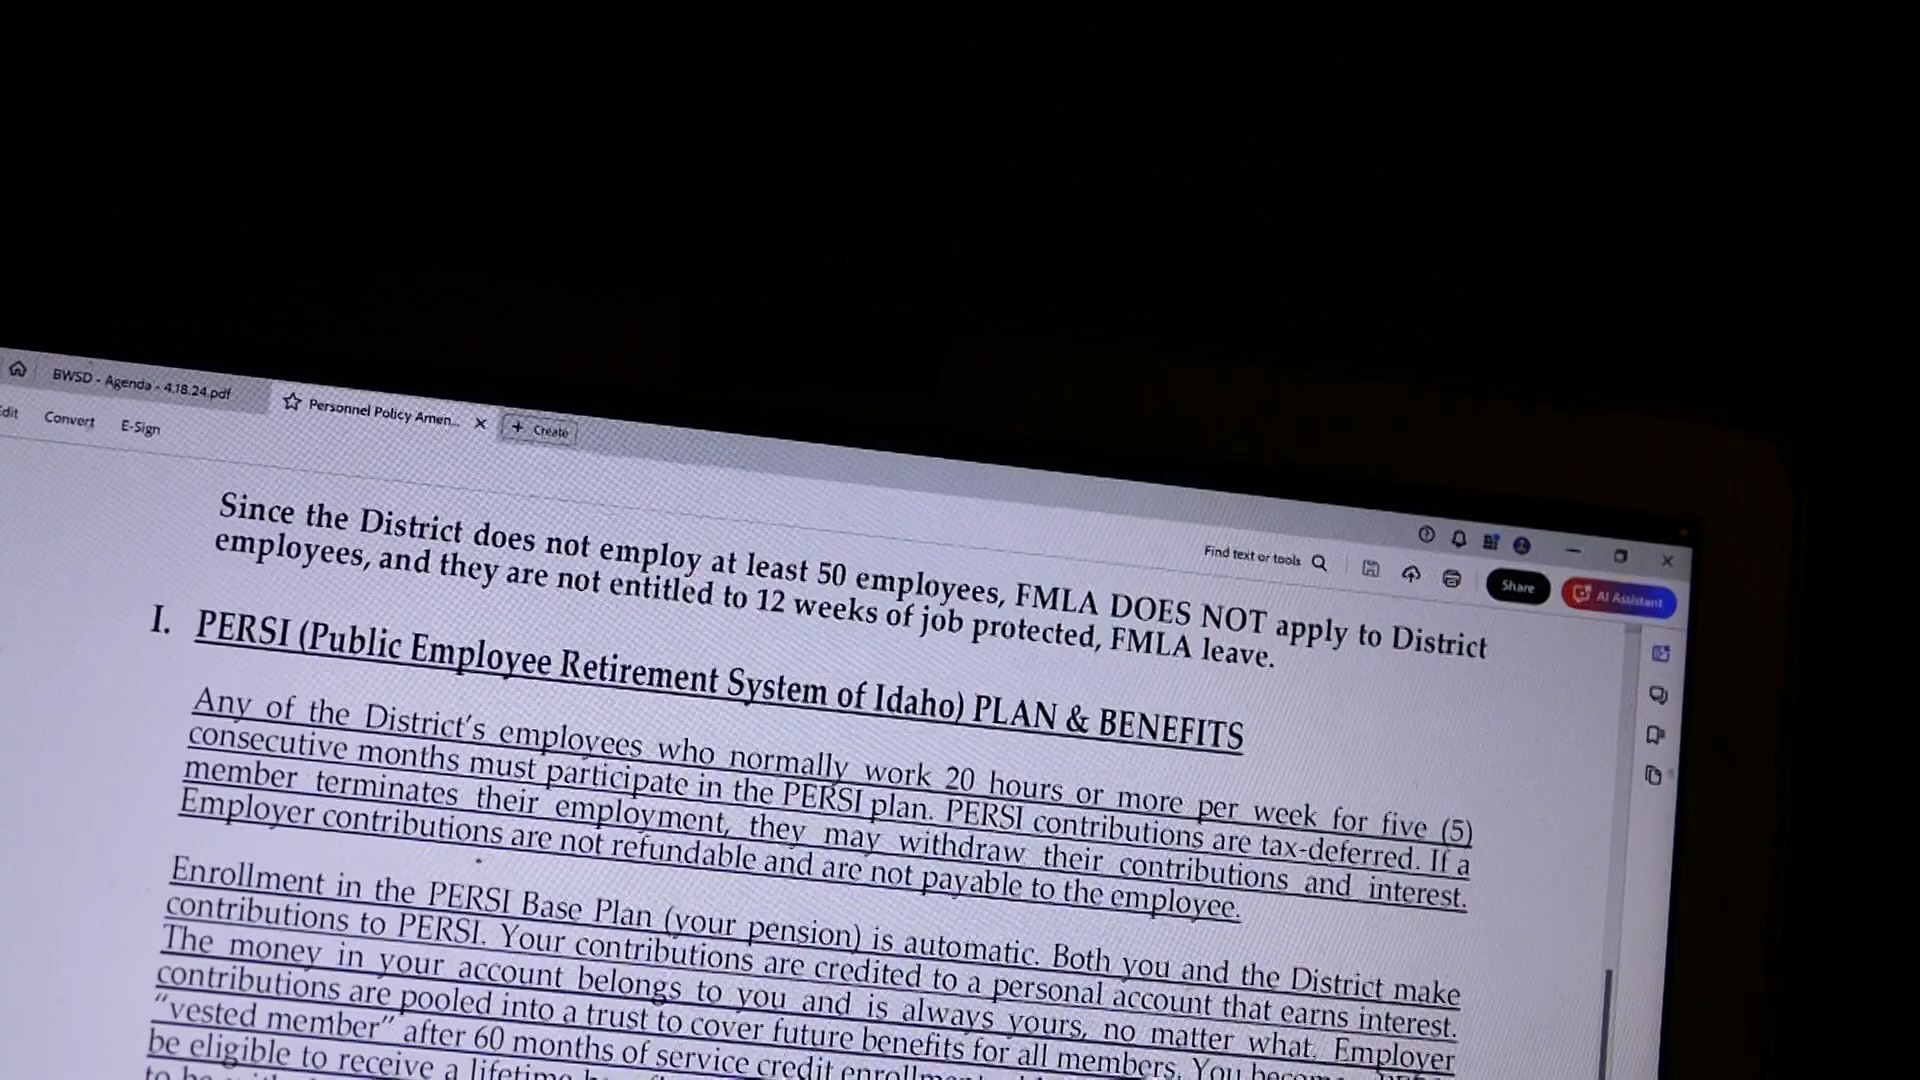 BWSD - Agenda - 4.18.24.pdf
Personnel Policy Amen...
Create
Convert
E-Sign
Find text or tools
Share
AI Assistant
Since the District does not employ at least 50 employees, FMLA DOES NOT apply to District
employees, and they are not entitled to 12 weeks of job protected, FMLA leave.
I. PERSI (Public Employee Retirement System of Idaho) PLAN & BENEFITS
Any of the District's employees who normally work 20 hours or more per week for five (5)
consecutive months must participate in the PERSI plan. PERSI contributions are tax-deferred. If a
member terminates their employment, they may withdraw their contributions and interest.
Employer contributions are not refundable and are not payable to the employee.
Enrollment in the PERSI Base Plan (your pension) is automatic. Both you and the District make
contributions to PERSI. Your contributions are credited to a personal account that earns interest.
The money in your account belongs to you and is always yours, no matter what. Employer
contributions are pooled into a trust to cover future benefits for all members. You
"vested member" after 60 months of service credit
be eligible to receive a lifetime